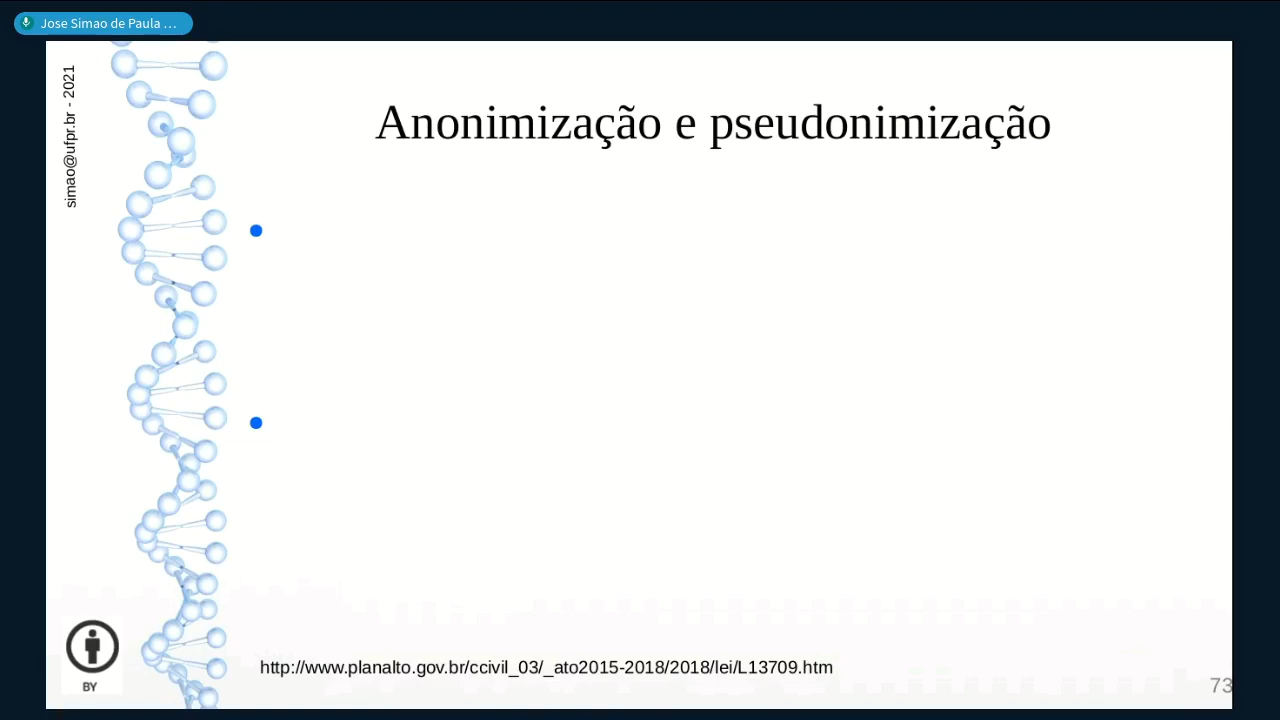 Jose Simao de Paula ...
simao@ufpr.br - 2021
Anonimização e pseudonimização
http://www.planalto.gov.br/ccivil_03/_ato2015-2018/2018/lei/L13709.htm
BY
73